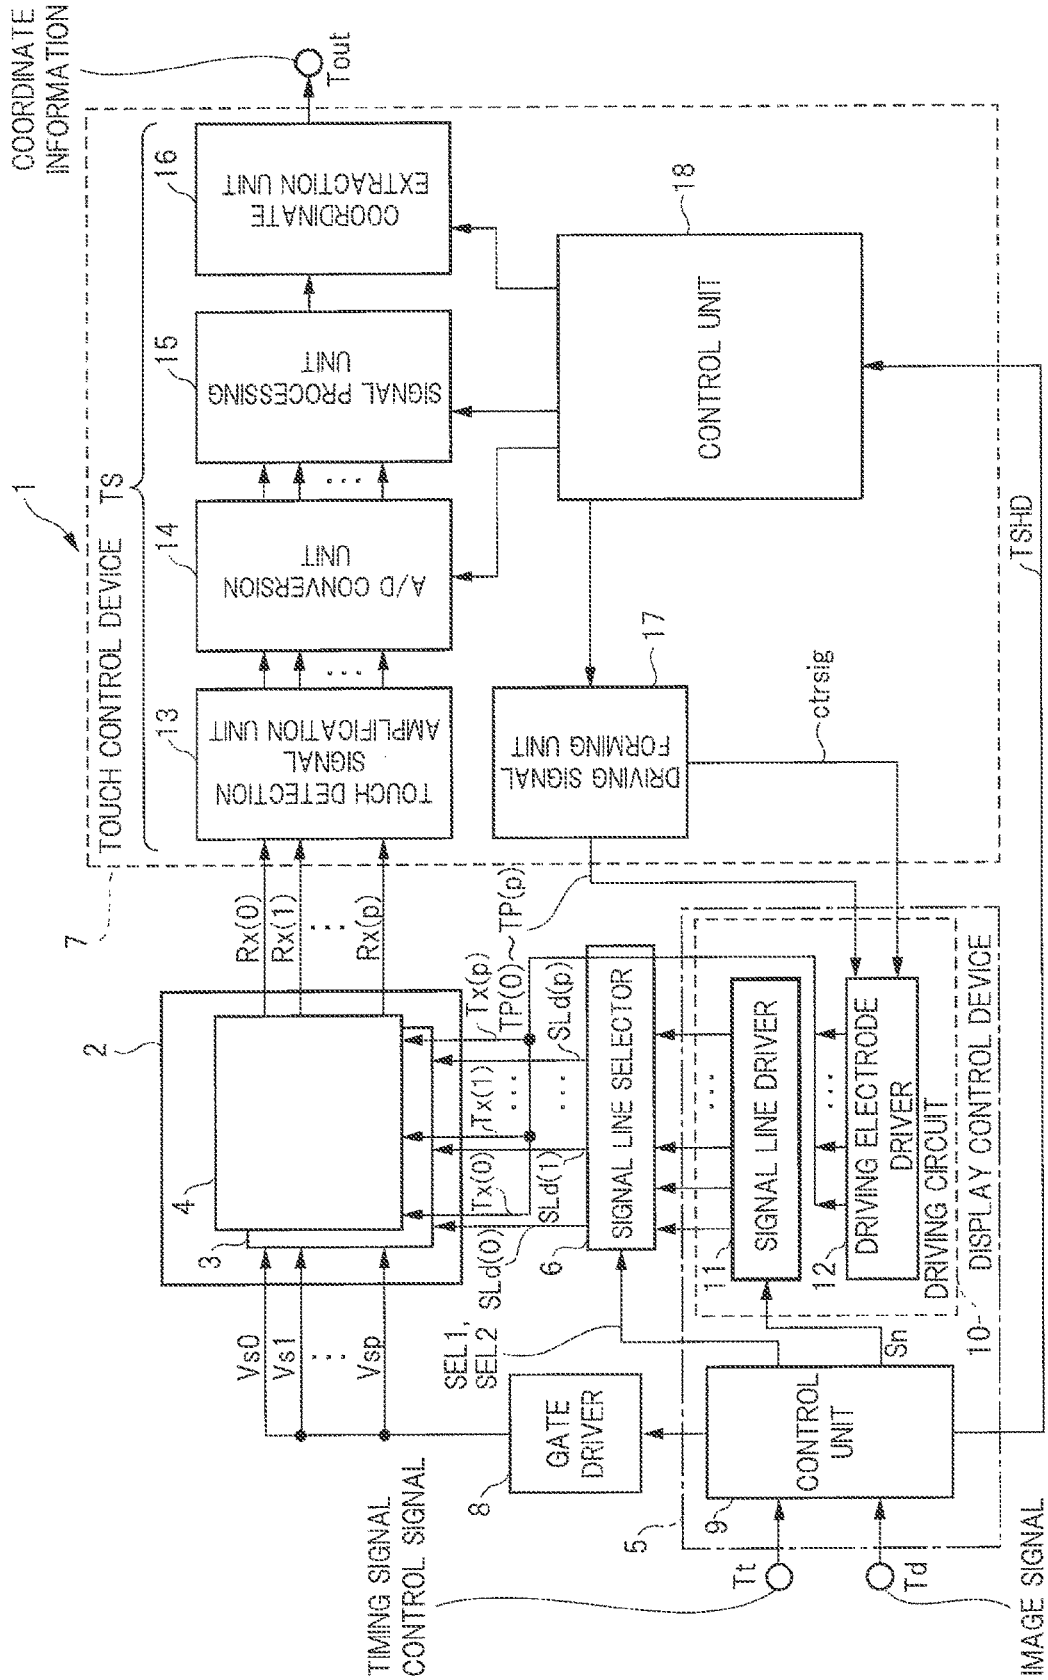 COORDINATE
INFORMATION
Tout
1
TOUCH CONTROL DEVICE
TS
7
13
TOUCH DETECTION
SIGNAL
AMPLIFICATION UNIT
14
A/D CONVERSION
UNIT
15
SIGNAL PROCESSING
UNIT
16
COORDINATE
EXTRACTION UNIT
18
CONTROL UNIT
17
DRIVING SIGNAL
FORMING UNIT
ctrsig
TSHD
Rx(0)
Rx(1)
...
Rx(p)
2
4
3
Vs0
Vs1
...
Vsp
Tx(0)
Tx(1)
...
Tx(p)
TP(0)~TP(p)
SLd(0)
SLd(1)
...
SLd(p)
SEL1,
SEL2
6
SIGNAL LINE SELECTOR
...
11
SIGNAL LINE DRIVER
...
12
DRIVING ELECTRODE
DRIVER
DRIVING CIRCUIT
10
DISPLAY CONTROL DEVICE
8
GATE
DRIVER
5
9
CONTROL
UNIT
Sn
Tt
Td
TIMING SIGNAL
CONTROL SIGNAL
IMAGE SIGNAL